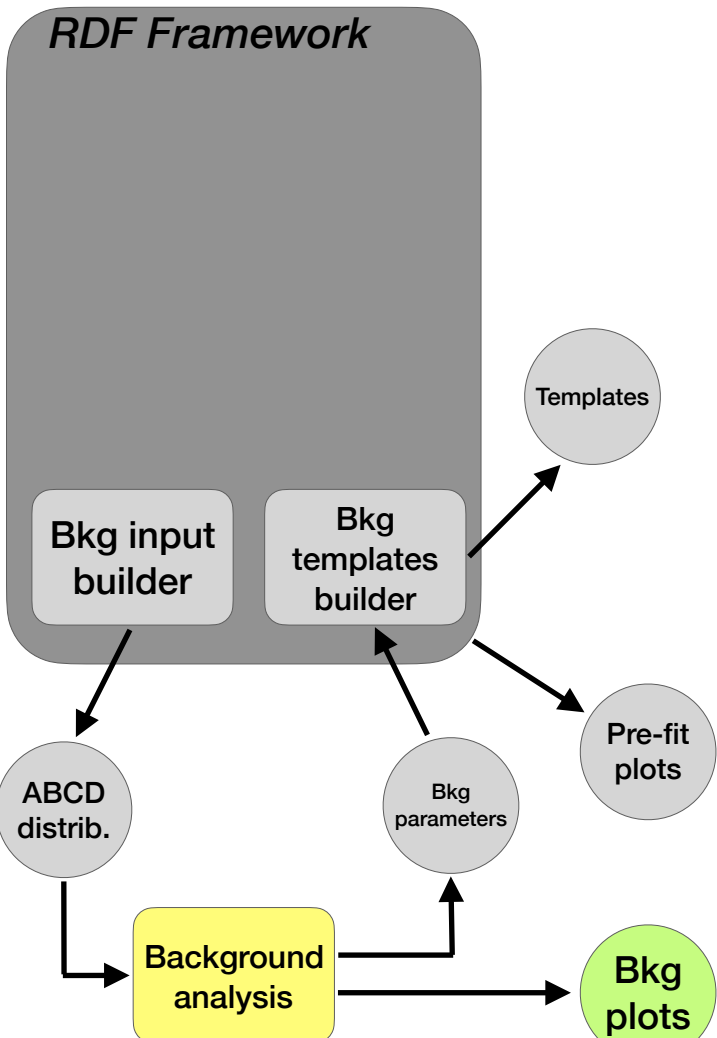 RDF Framework
Templates
Bkg input
builder
Bkg
templates
builder
Pre-fit
plots
ABCD
distrib.
Bkg
parameters
Background
analysis
Bkg
plots